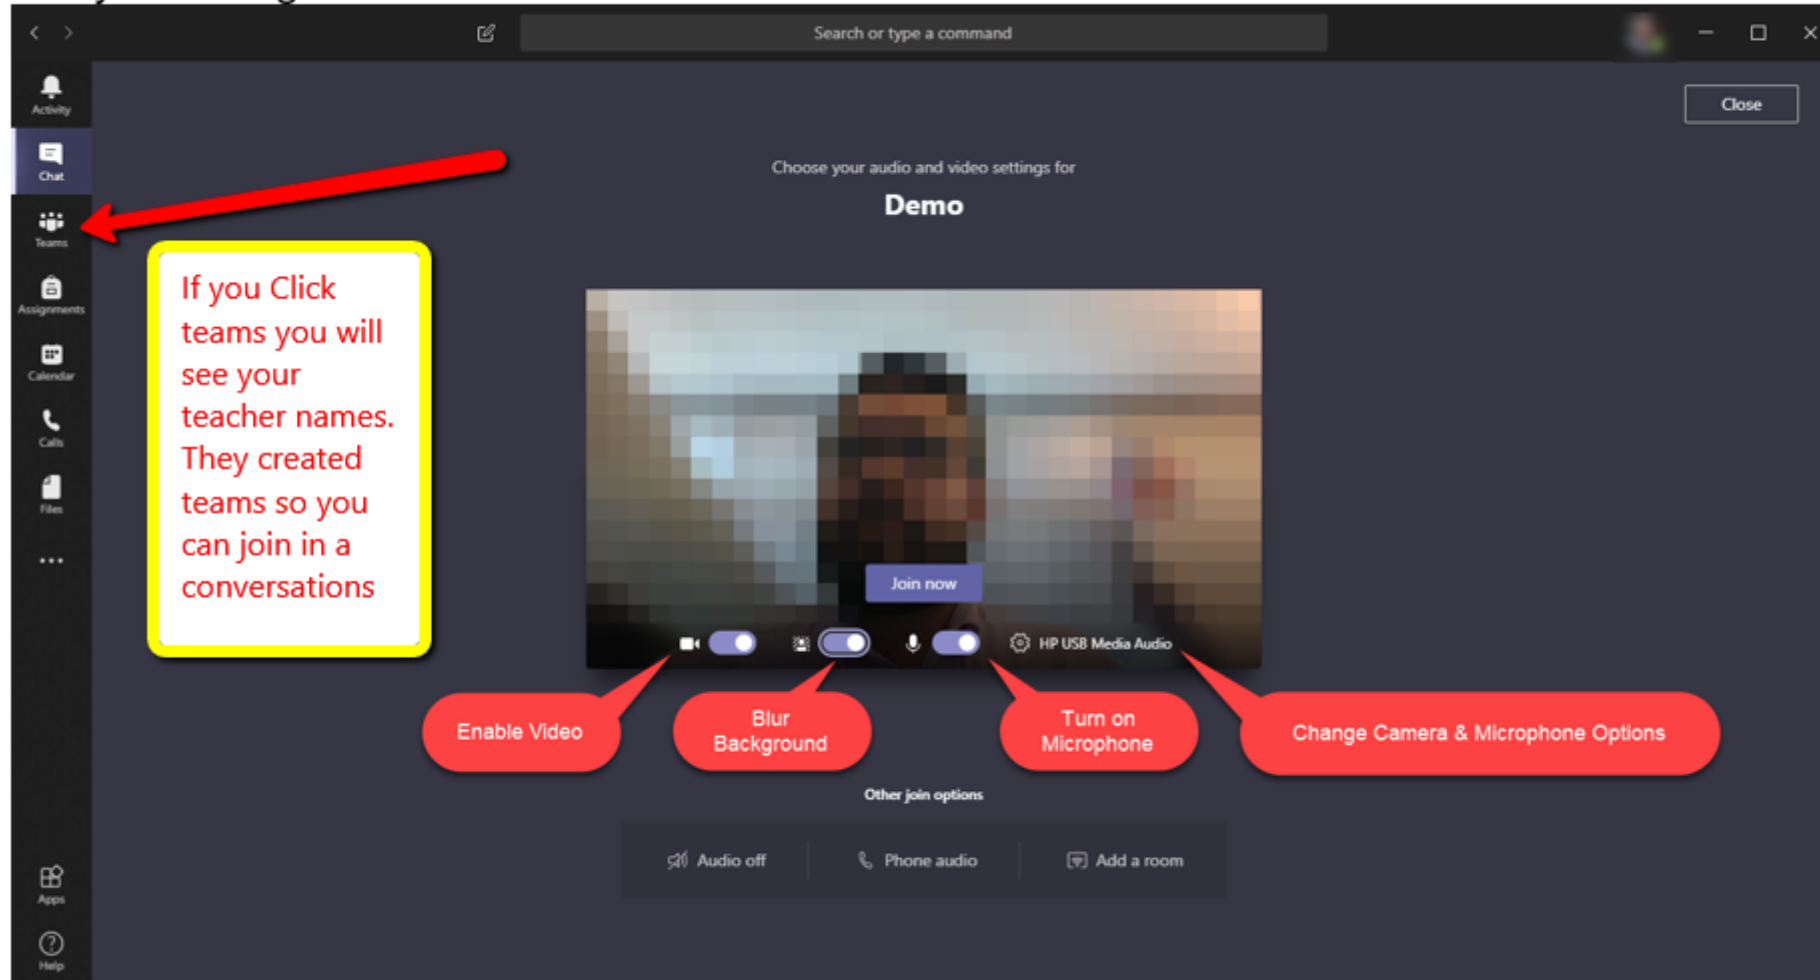 Search or type a command
Activity
Close
Chat
Choose your audio and video settings for
Demo
Teams
If you Click
teams you will
see your
teacher names.
They created
teams so you
can join in a
conversations
Assignments
Calendar
Calls
Files
Join now
HP USB Media Audio
Enable Video
Blur
Background
Turn on
Microphone
Change Camera & Microphone Options
Other join options
Audio off
Phone audio
Add a room
Apps
Help